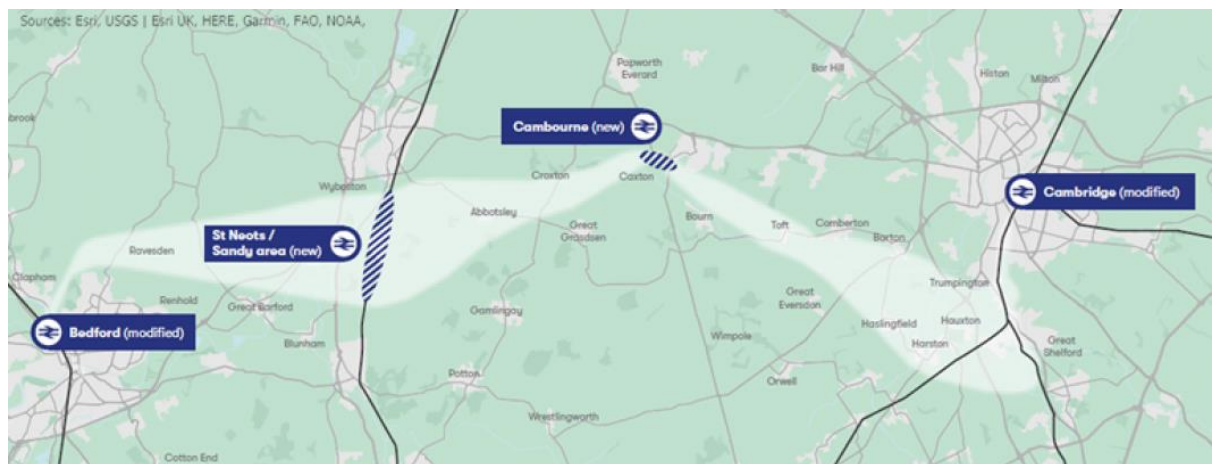 Sources: Esri, USGS | Esri UK, HERE, Garmin, FAO, NOAA,
Papworth
Everard
Bar Hill
Histon
Milton
brook
Cambourne (new)
Wyboston
Croxton
Caxton
Cambridge (modified)
Abbotsley
Great
Gransden
Bourn
Toft
Comberton
Barton
St Neots /
Sandy area (new)
Ravesden
Clapham
Renhold
Great Barford
Trumpington
Great
Eversden
Gamlingay
Haslingfield
Hauxton
Bedford (modified)
Blunham
Wimpole
Harston
Great
Shelford
Potton
Orwell
Wrestlingworth
Cotton End